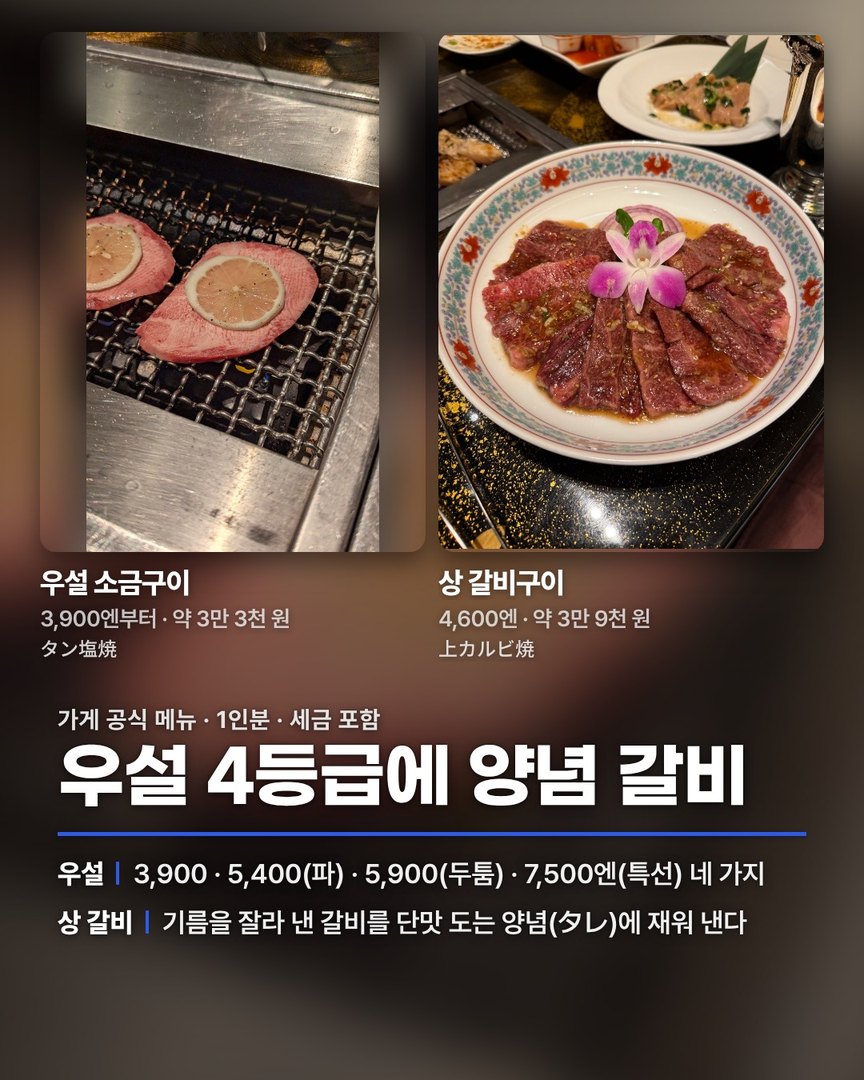 우설 소금구이
3,900엔부터 · 약 3만 3천 원
タン塩焼
상 갈비구이
4,600엔 · 약 3만 9천 원
上カルビ焼
가게 공식 메뉴 · 1인분 · 세금 포함
우설 4등급에 양념 갈비
우설 | 3,900 · 5,400(파) · 5,900(두툼) · 7,500엔(특선) 네 가지
상 갈비 | 기름을 잘라 낸 갈비를 단맛 도는 양념(タレ)에 재워 낸다